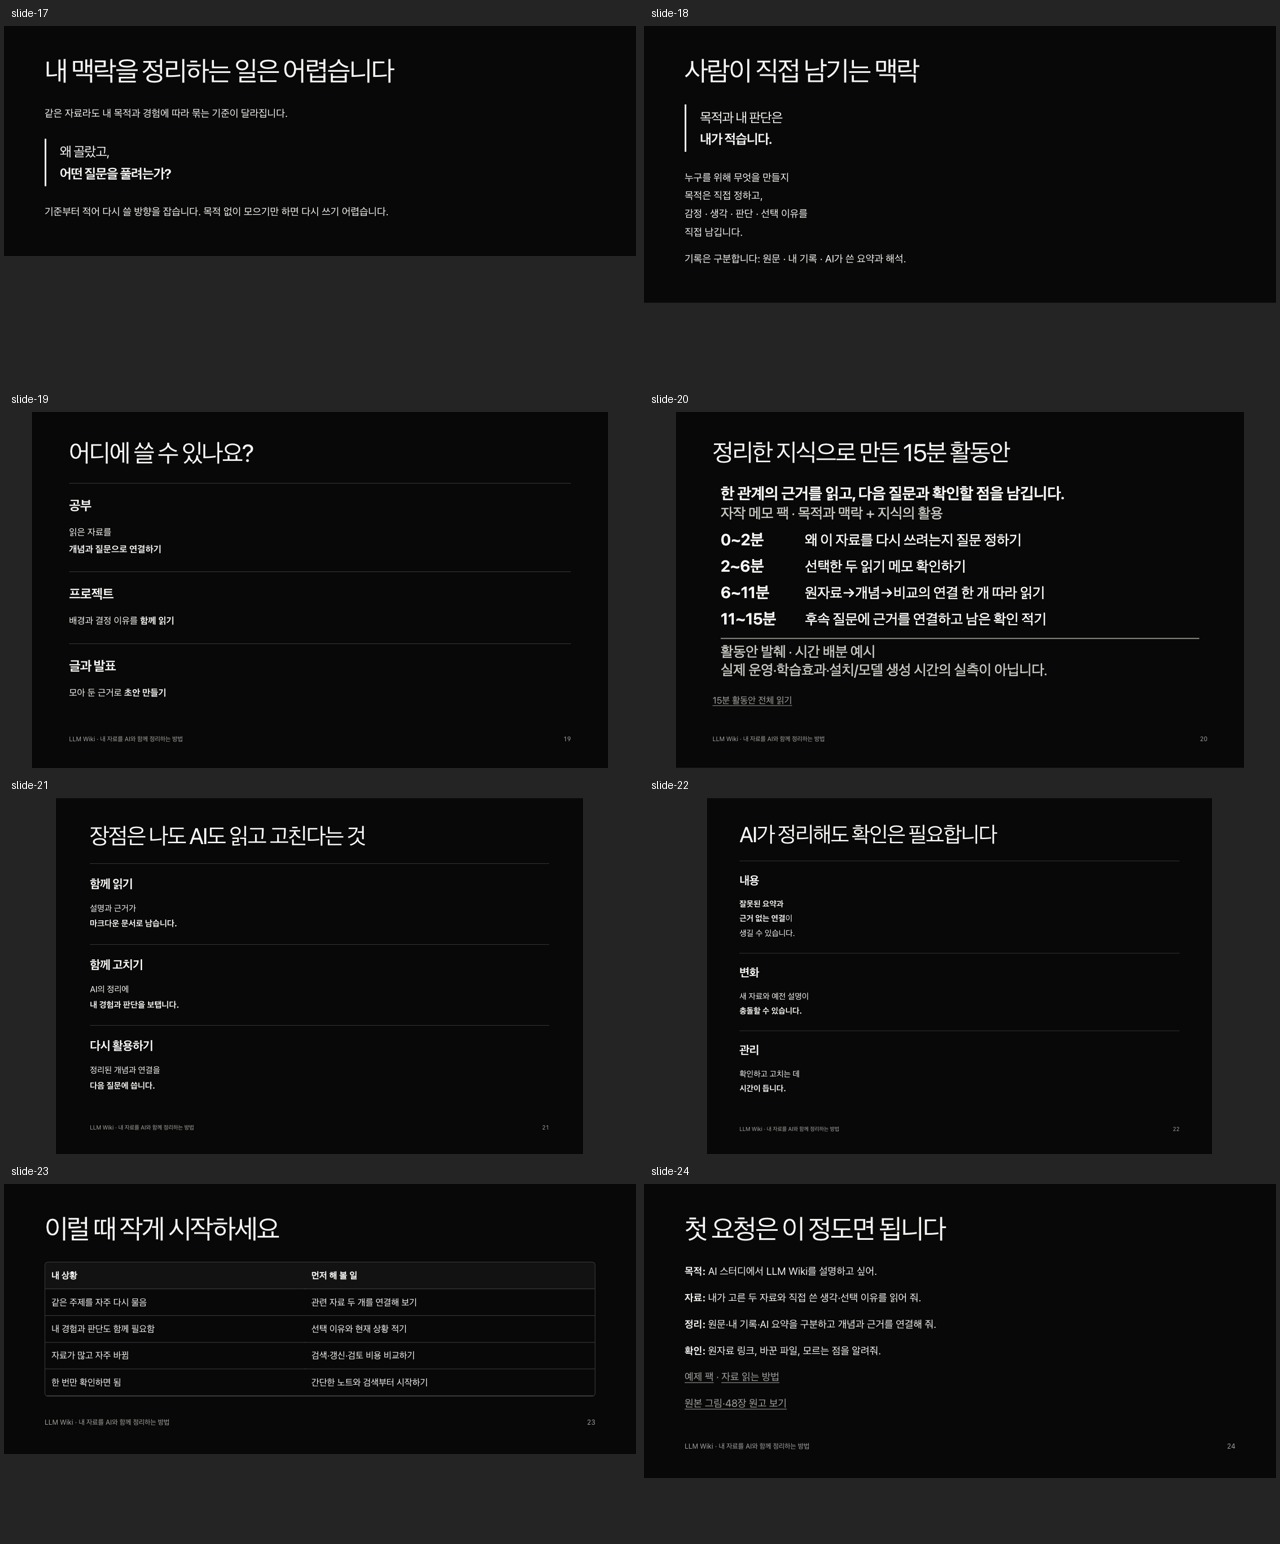 slide-17
내 맥락을 정리하는 일은 어렵습니다
같은 자료라도 내 목적과 경험에 따라 묶는 기준이 달라집니다.
왜 골랐고,
어떤 질문을 풀려는가?
기준부터 적어 다시 쓸 방향을 잡습니다. 목적 없이 모으기만 하면 다시 쓰기 어렵습니다.
slide-18
사람이 직접 남기는 맥락
목적과 내 판단은
내가 적습니다.
누구를 위해 무엇을 만들지
목적은 직접 정하고,
감정 · 생각 · 판단 · 선택 이유를
직접 남깁니다.
기록은 구분합니다: 원문 · 내 기록 · AI가 쓴 요약과 해석.
slide-19
어디에 쓸 수 있나요?
공부
읽은 자료를
개념과 질문으로 연결하기
프로젝트
배경과 결정 이유를 함께 읽기
글과 발표
모아 둔 근거로 초안 만들기
LLM Wiki · 내 자료를 AI와 함께 정리하는 방법
19
slide-20
정리한 지식으로 만든 15분 활동안
한 관계의 근거를 읽고, 다음 질문과 확인할 점을 남깁니다.
자작 메모 팩 · 목적과 맥락 + 지식의 활용
0~2분 왜 이 자료를 다시 쓰려는지 질문 정하기
2~6분 선택한 두 읽기 메모 확인하기
6~11분 원자료→개념→비교의 연결 한 개 따라 읽기
11~15분 후속 질문에 근거를 연결하고 남은 확인 적기
활동안 발췌 · 시간 배분 예시
실제 운영·학습효과·설치/모델 생성 시간의 실측이 아닙니다.
15분 활동안 전체 읽기
LLM Wiki · 내 자료를 AI와 함께 정리하는 방법
20
slide-21
장점은 나도 AI도 읽고 고친다는 것
함께 읽기
설명과 근거가
마크다운 문서로 남습니다.
함께 고치기
AI의 정리에
내 경험과 판단을 보탭니다.
다시 활용하기
정리된 개념과 연결을
다음 질문에 씁니다.
LLM Wiki · 내 자료를 AI와 함께 정리하는 방법
21
slide-22
AI가 정리해도 확인은 필요합니다
내용
잘못된 요약과
근거 없는 연결이
생길 수 있습니다.
변화
새 자료와 예전 설명이
충돌할 수 있습니다.
관리
확인하고 고치는 데
시간이 듭니다.
LLM Wiki · 내 자료를 AI와 함께 정리하는 방법
22
slide-23
이럴 때 작게 시작하세요
내 상황 먼저 해 볼 일
같은 주제를 자주 다시 물음 관련 자료 두 개를 연결해 보기
내 경험과 판단도 함께 필요함 선택 이유와 현재 상황 적기
자료가 많고 자주 바뀜 검색·갱신·검토 비용 비교하기
한 번만 확인하면 됨 간단한 노트와 검색부터 시작하기
LLM Wiki · 내 자료를 AI와 함께 정리하는 방법
23
slide-24
첫 요청은 이 정도면 됩니다
목적: AI 스터디에서 LLM Wiki를 설명하고 싶어.
자료: 내가 고른 두 자료와 직접 쓴 생각·선택 이유를 읽어 줘.
정리: 원문·내 기록·AI 요약을 구분하고 개념과 근거를 연결해 줘.
확인: 원자료 링크, 바꾼 파일, 모르는 점을 알려줘.
예제 팩 · 자료 읽는 방법
원본 그림·48장 원고 보기
LLM Wiki · 내 자료를 AI와 함께 정리하는 방법
24